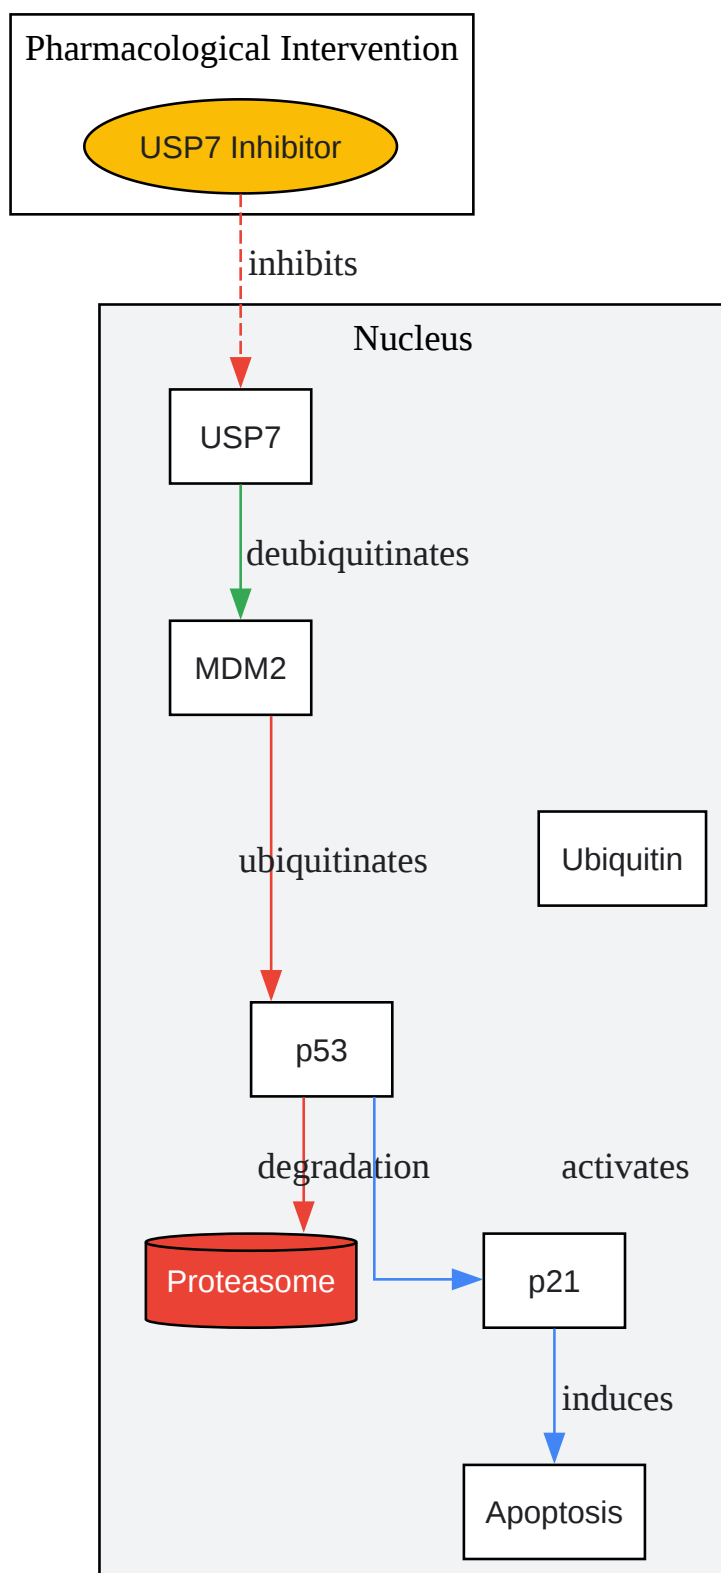 Pharmacological Intervention
USP7 Inhibitor
inhibits
Nucleus
USP7
deubiquitinates
MDM2
ubiquitinates
Ubiquitin
p53
degradation
activates
Proteasome
p21
induces
Apoptosis